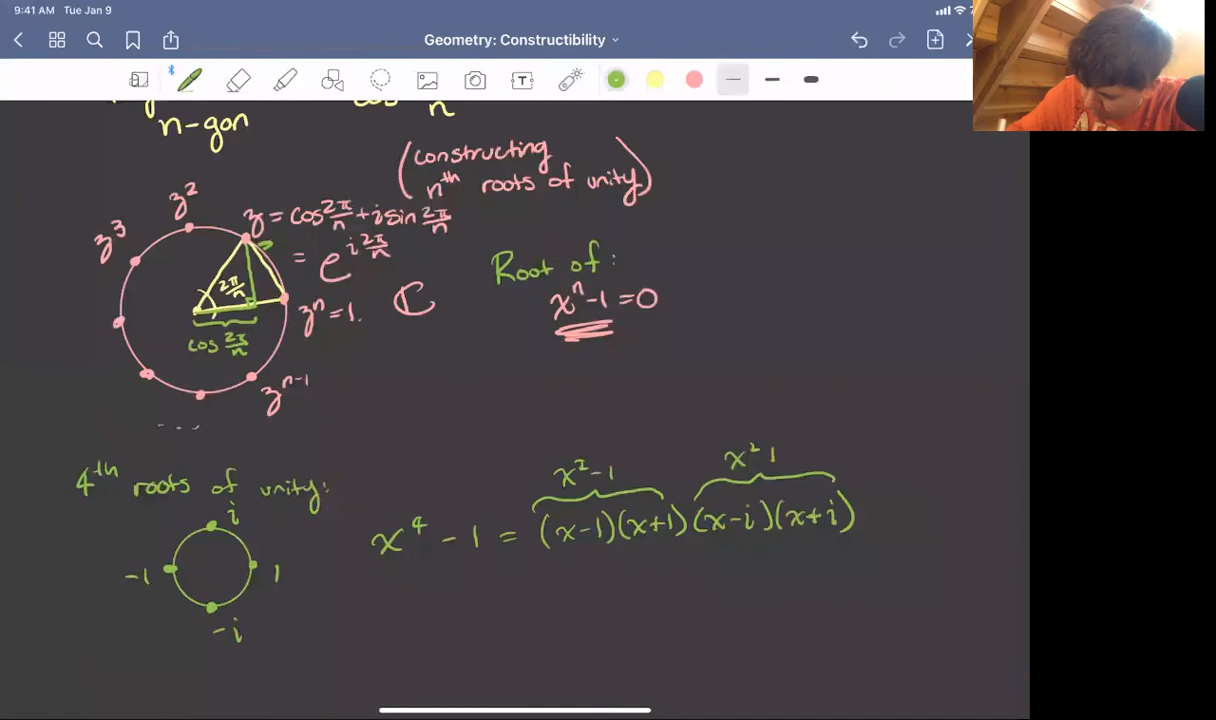 9:41 AM Tue Jan 9
Geometry: Constructibility
n-gon
n
(constructing
nth roots of unity)
z²
z³
z = cos 2π/n + i sin 2π/n
= e^(i 2π/n)
2π/n
zⁿ = 1.
ℂ
cos 2π/n
zⁿ⁻¹
Root of:
xⁿ - 1 = 0
...
4th roots of unity:
i
-1
1
-i
x² - 1
x² 1
x⁴ - 1 = (x-1)(x+1)(x-i)(x+i)